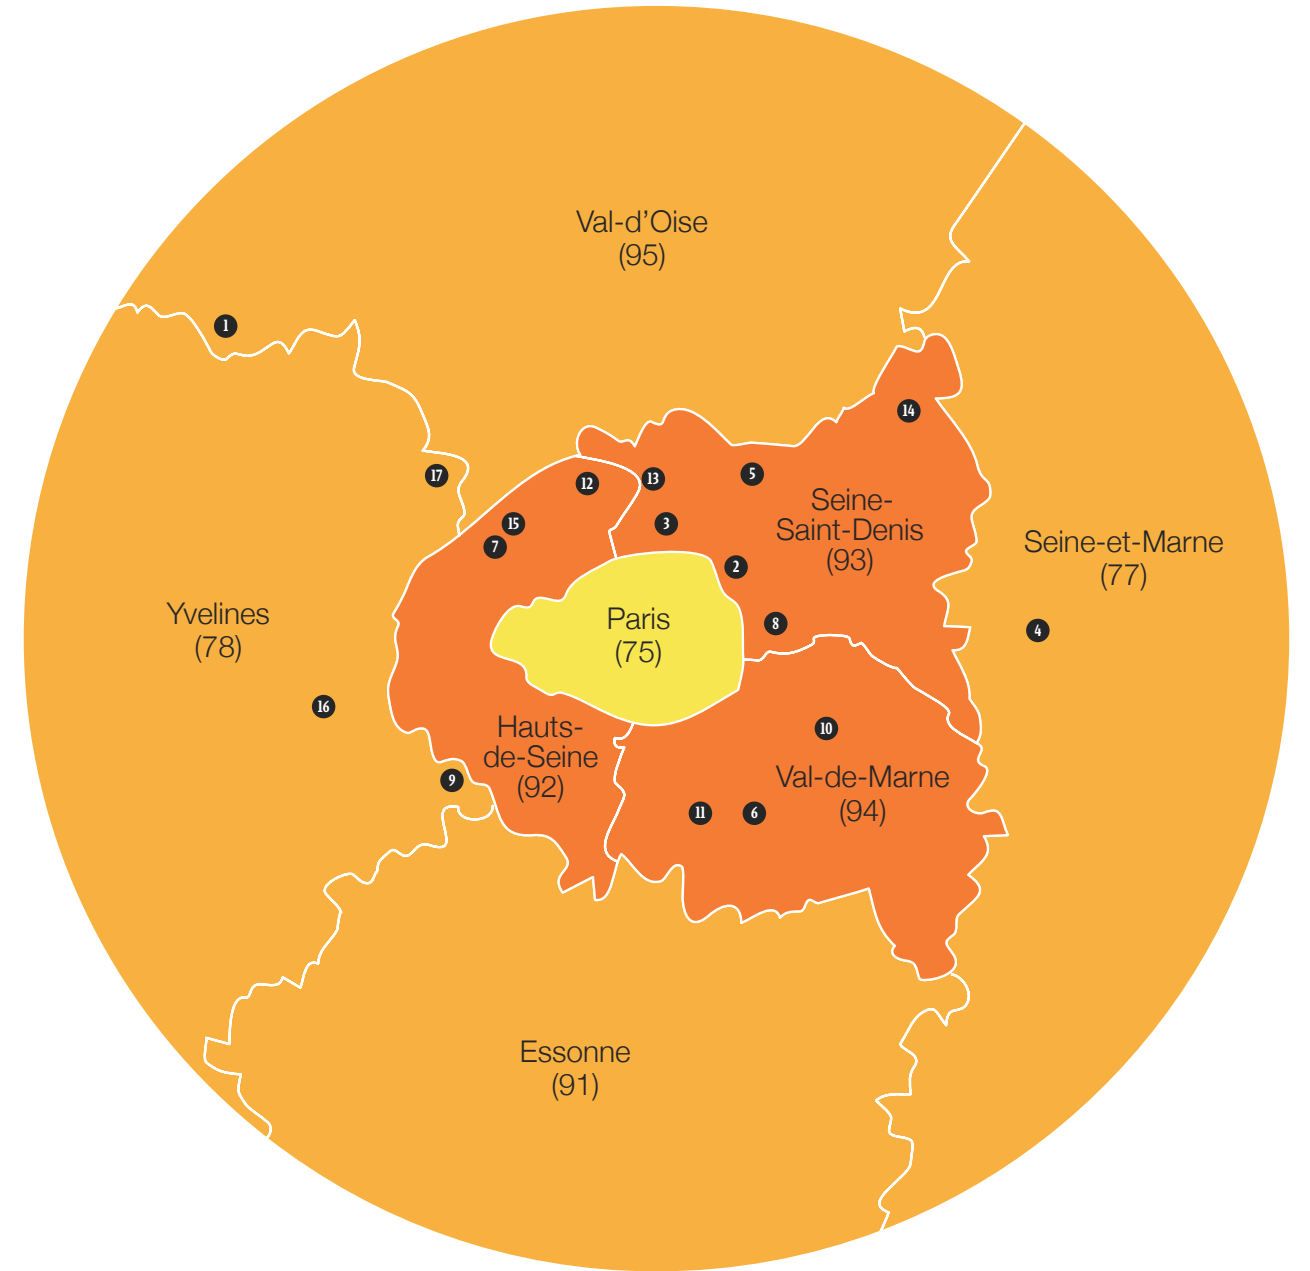 Val-d’Oise
(95)
1
14
17
12
13
5
15
3
7
2
Seine-
Saint-Denis
(93)
Seine-et-Marne
(77)
Yvelines
(78)
Paris
(75)
8
4
16
Hauts-
de-Seine
(92)
10
9
11
6
Val-de-Marne
(94)
Essonne
(91)